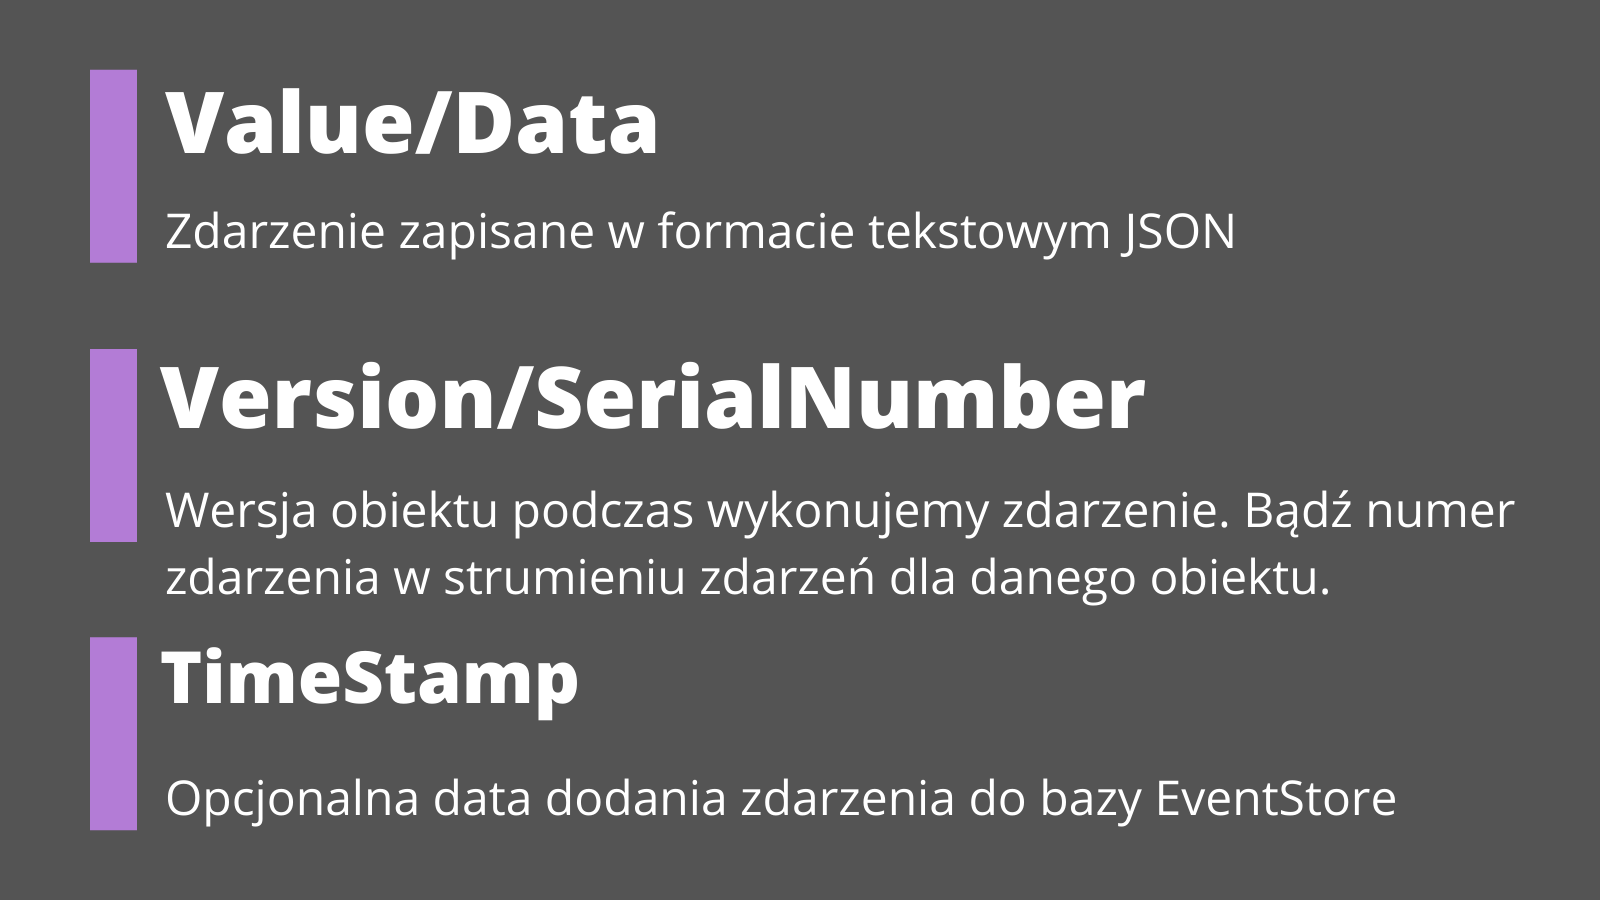 Value/Data
Zdarzenie zapisane w formacie tekstowym JSON
Version/SerialNumber
Wersja obiektu podczas wykonujemy zdarzenie. Bądź numer
zdarzenia w strumieniu zdarzeń dla danego obiektu.
TimeStamp
Opcjonalna data dodania zdarzenia do bazy EventStore